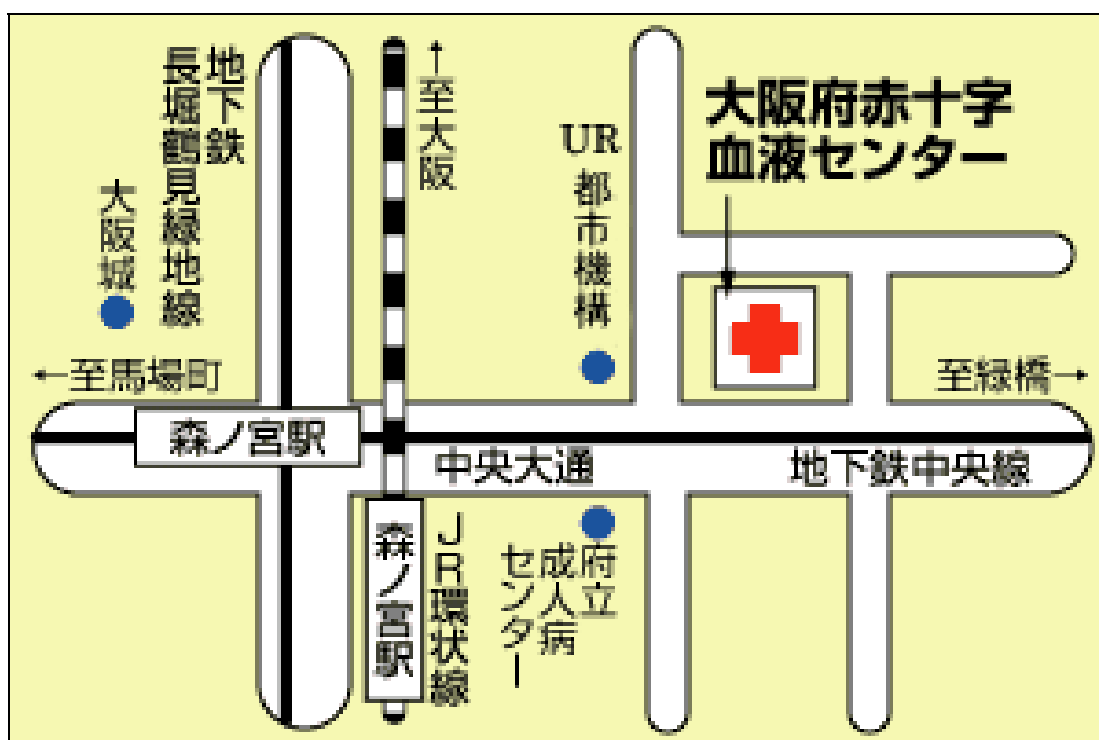 地下鉄
長堀鶴見緑地線
大阪城
←至大阪
UR
都市機構
大阪府赤十字
血液センター
←至馬場町
至緑橋→
森ノ宮駅
中央大通
地下鉄中央線
森ノ宮駅
JR環状線
府立
成人病
センター